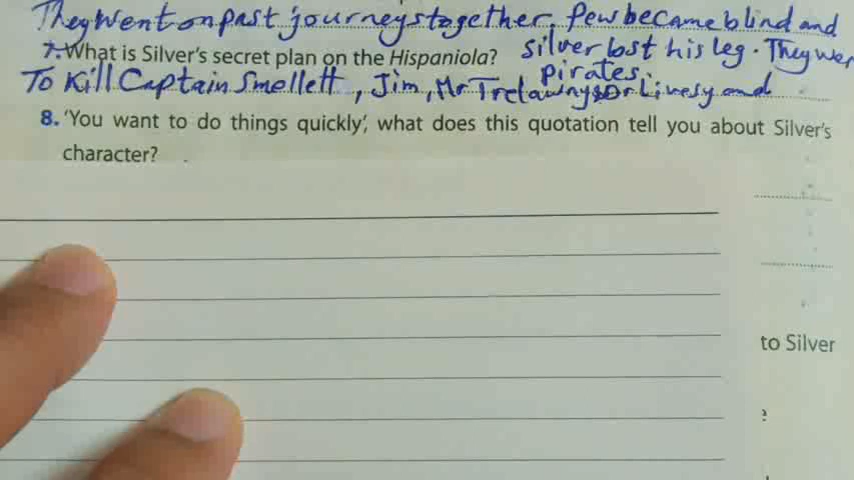 They went on past journeys together. Pew became blind and
7. What is Silver's secret plan on the Hispaniola? Silver lost his leg. They wer
pirates.
To Kill Captain Smellett, Jim, Mr Trelawny, Dr Livesy and
8. 'You want to do things quickly', what does this quotation tell you about Silver's
character?
to Silver
?